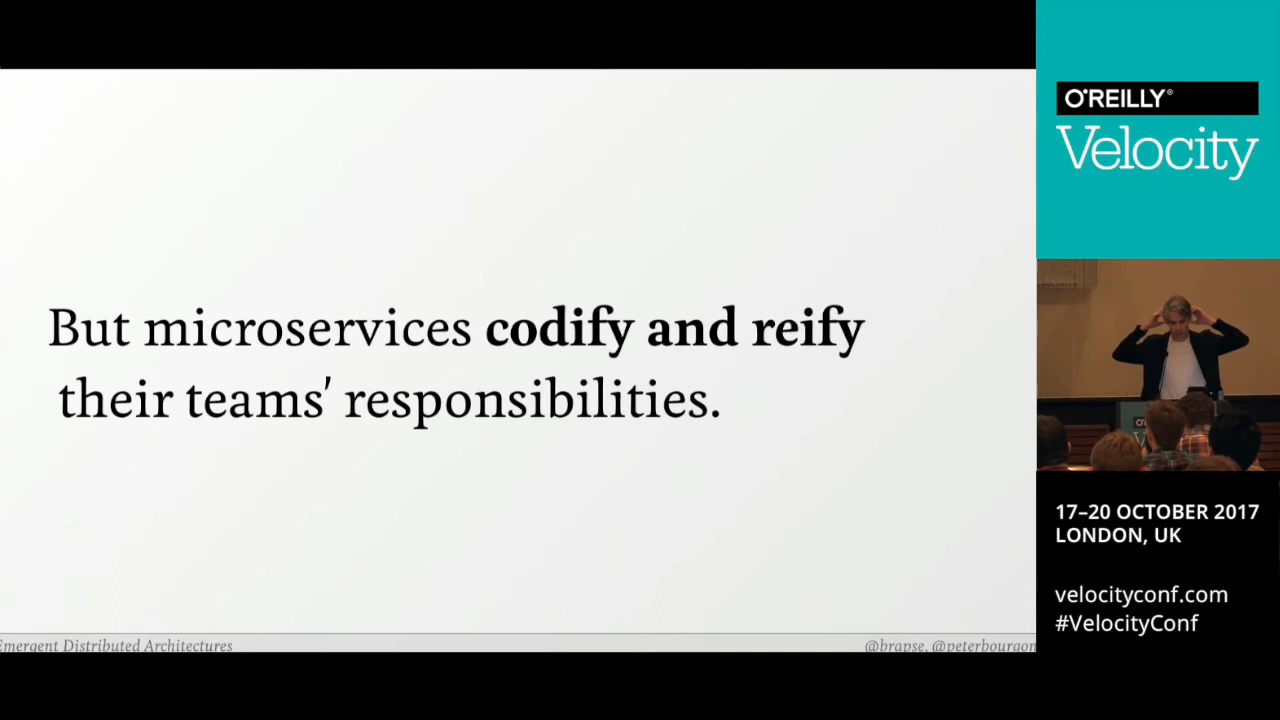 But microservices codify and reify
their teams' responsibilities.
Emergent Distributed Architectures
@brapse, @peterbourgon
O'REILLY®
Velocity
17–20 OCTOBER 2017
LONDON, UK
velocityconf.com
#VelocityConf